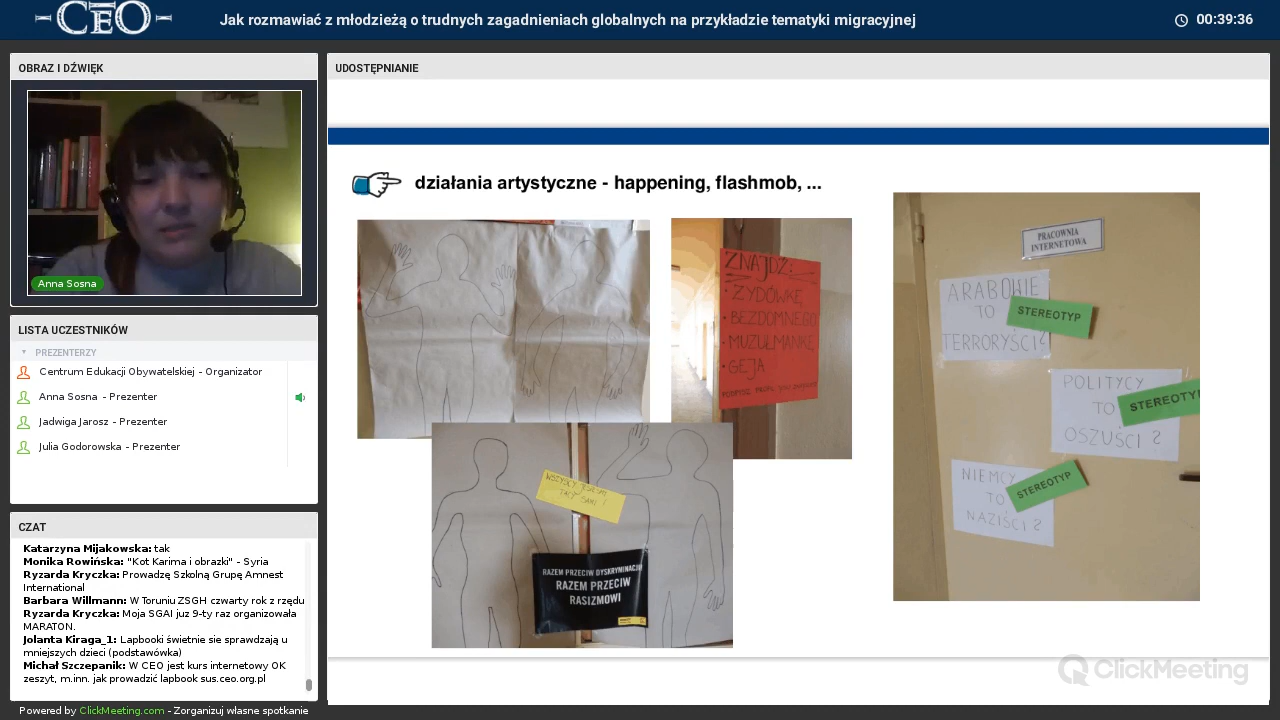 CEO
Jak rozmawiać z młodzieżą o trudnych zagadnieniach globalnych na przykładzie tematyki migracyjnej
00:39:36
OBRAZ I DŹWIĘK
Anna Sosna
LISTA UCZESTNIKÓW
PREZENTERZY
Centrum Edukacji Obywatelskiej - Organizator
Anna Sosna - Prezenter
Jadwiga Jarosz - Prezenter
Julia Godorowska - Prezenter
CZAT
Katarzyna Mijakowska: tak
Monika Rowińska: "Kot Karima i obrazki" - Syria
Ryzarda Kryczka: Prowadzę Szkolną Grupę Amnest
International
Barbara Willmann: W Toruniu ZSGH czwarty rok z rzędu
Ryzarda Kryczka: Moja SGAI juz 9-ty raz organizowała
MARATON.
Jolanta Kiraga_1: Lapbooki świetnie sie sprawdzają u
mniejszych dzieci (podstawówka)
Michał Szczepanik: W CEO jest kurs internetowy OK
zeszyt, m.inn. jak prowadzić lapbook sus.ceo.org.pl
Powered by ClickMeeting.com - Zorganizuj własne spotkanie
UDOSTĘPNIANIE
działania artystyczne - happening, flashmob, ...
ZNAJDŹ:
• ŻYDÓWKĘ
• BEZDOMNEGO
• MUZUŁMANKĘ
• GEJA
WSZYSCY JESTEŚMY
TACY SAMI!
RAZEM PRZECIW DYSKRYMINACJI
RAZEM PRZECIW
RASIZMOWI
PRACOWNIA
INTERNETOWA
ARABOWIE
TO
TERRORYŚCI?
STEREOTYP
POLITYCY
TO
OSZUŚCI?
STEREOTYP
NIEMCY
TO
NAZIŚCI?
STEREOTYP
ClickMeeting